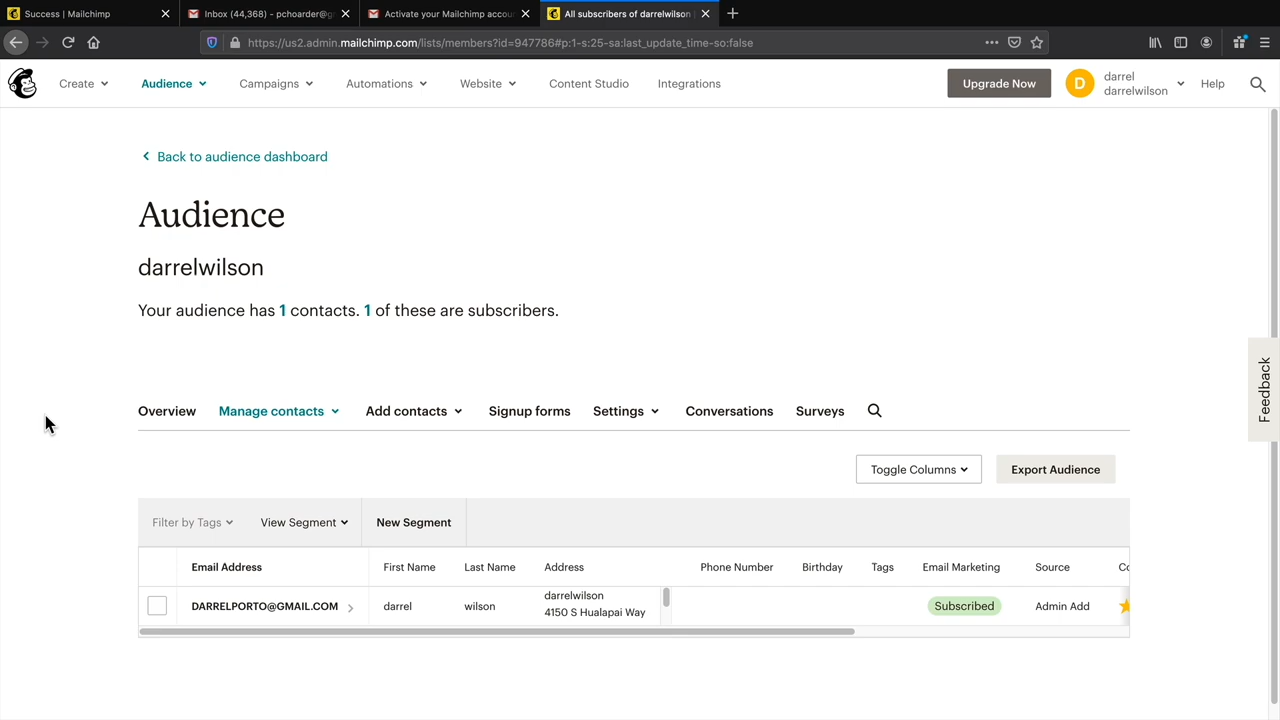 Success | Mailchimp
Inbox (44,368) - pchoarder@g
Activate your Mailchimp accou
All subscribers of darrelwilson
https://us2.admin.mailchimp.com/lists/members?id=947786#p:1-s:25-sa:last_update_time-so:false
Create
Audience
Campaigns
Automations
Website
Content Studio
Integrations
Upgrade Now
D
darrel
darrelwilson
Help
Back to audience dashboard
Audience
darrelwilson
Your audience has 1 contacts. 1 of these are subscribers.
Feedback
Overview
Manage contacts
Add contacts
Signup forms
Settings
Conversations
Surveys
Toggle Columns
Export Audience
Filter by Tags
View Segment
New Segment
Email Address
First Name
Last Name
Address
Phone Number
Birthday
Tags
Email Marketing
Source
Co
DARRELPORTO@GMAIL.COM
darrel
wilson
darrelwilson
4150 S Hualapai Way
Subscribed
Admin Add